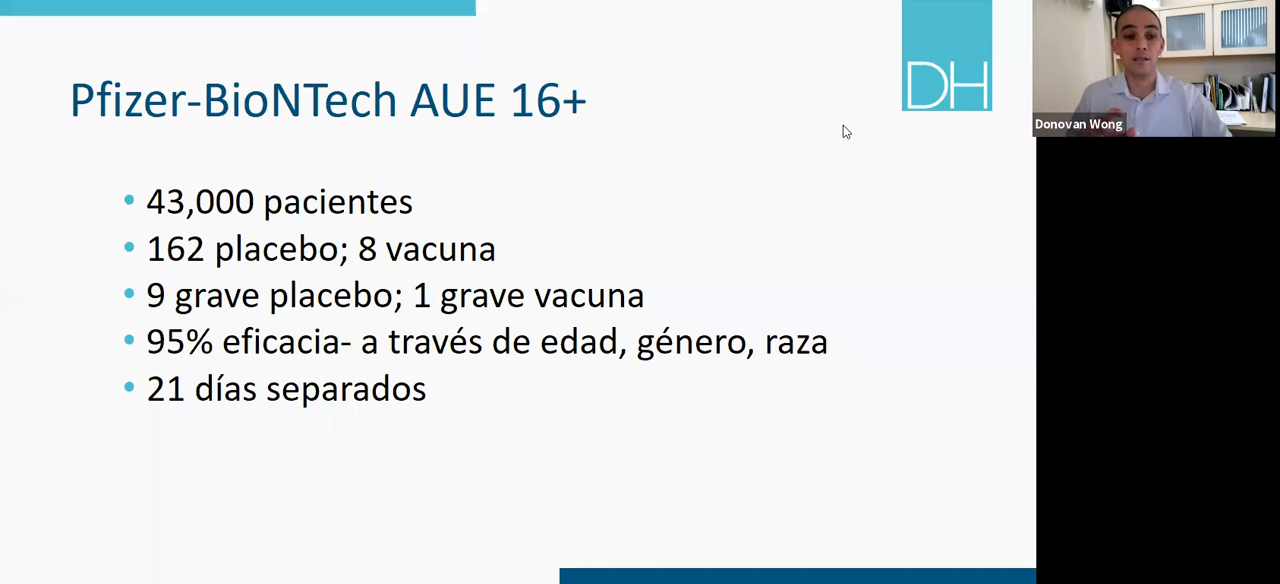 Pfizer-BioNTech AUE 16+
DH
Donovan Wong
• 43,000 pacientes
• 162 placebo; 8 vacuna
• 9 grave placebo; 1 grave vacuna
• 95% eficacia- a través de edad, género, raza
• 21 días separados